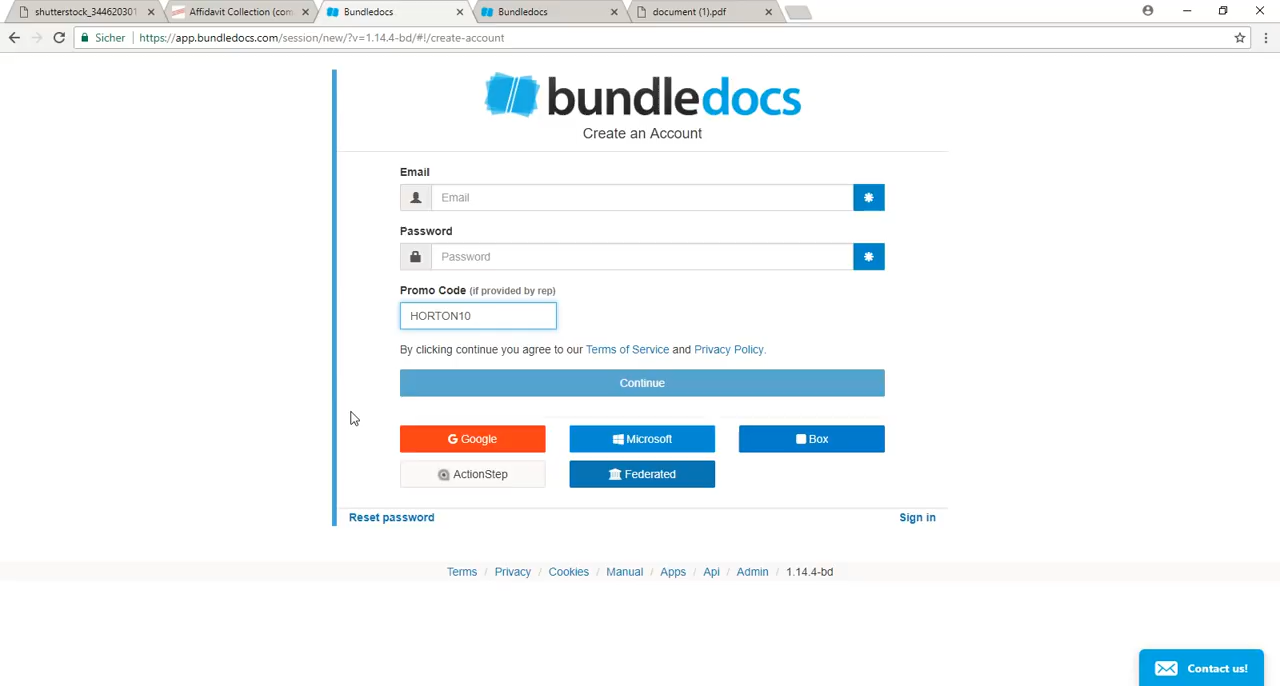 shutterstock_344620301
Affidavit Collection (com
Bundledocs
Bundledocs
document (1).pdf
Sicher
https://app.bundledocs.com/session/new/?v=1.14.4-bd/#!/create-account
bundledocs
Create an Account
Email
Email
Password
Password
Promo Code (if provided by rep)
HORTON10
By clicking continue you agree to our Terms of Service and Privacy Policy.
Continue
G Google
Microsoft
Box
ActionStep
Federated
Reset password
Sign in
Terms / Privacy / Cookies / Manual / Apps / Api / Admin / 1.14.4-bd
Contact us!